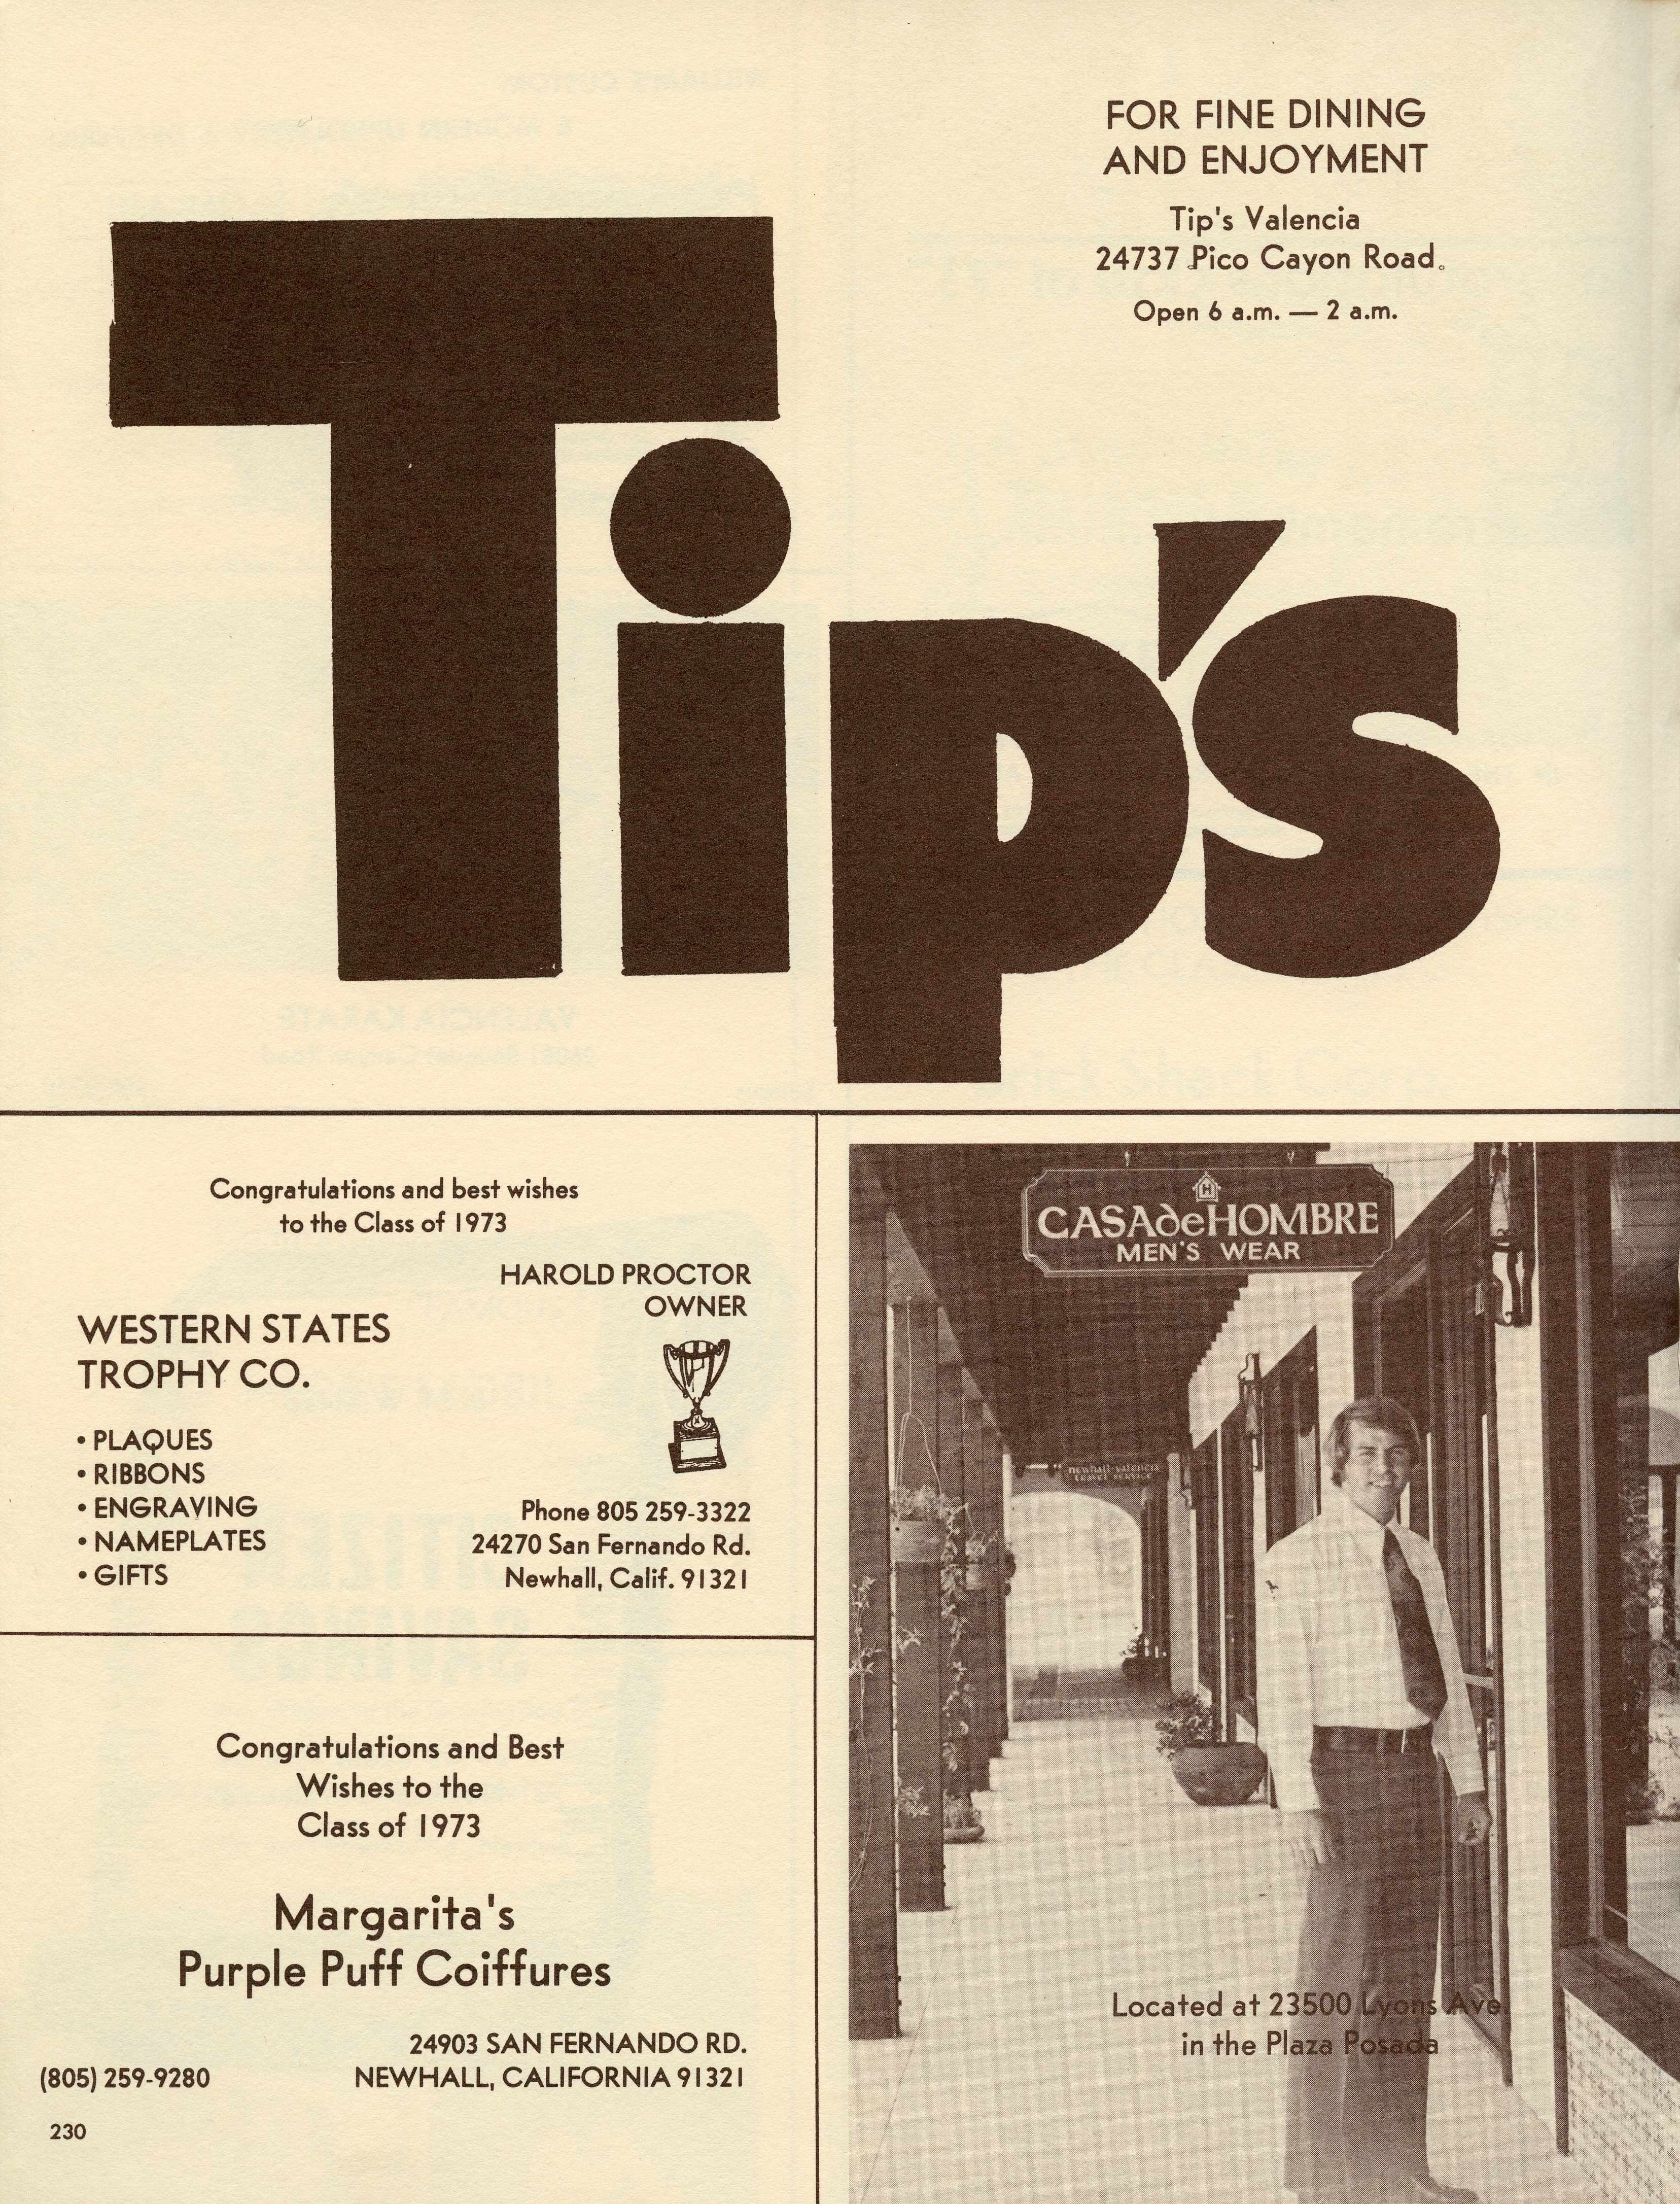 FOR FINE DINING
AND ENJOYMENT
Tip's Valencia
24737 Pico Cayon Road.
Open 6 a.m. — 2 a.m.
Tip's
Congratulations and best wishes
to the Class of 1973
HAROLD PROCTOR
OWNER
WESTERN STATES
TROPHY CO.
• PLAQUES
• RIBBONS
• ENGRAVING
• NAMEPLATES
• GIFTS
Phone 805 259-3322
24270 San Fernando Rd.
Newhall, Calif. 91321
Congratulations and Best
Wishes to the
Class of 1973
Margarita's
Purple Puff Coiffures
24903 SAN FERNANDO RD.
(805) 259-9280 NEWHALL, CALIFORNIA 91321
230
H
CASAdeHOMBRE
MEN'S WEAR
newhall-valencia
travel service
Located at 23500 Lyons Ave.
in the Plaza Posada